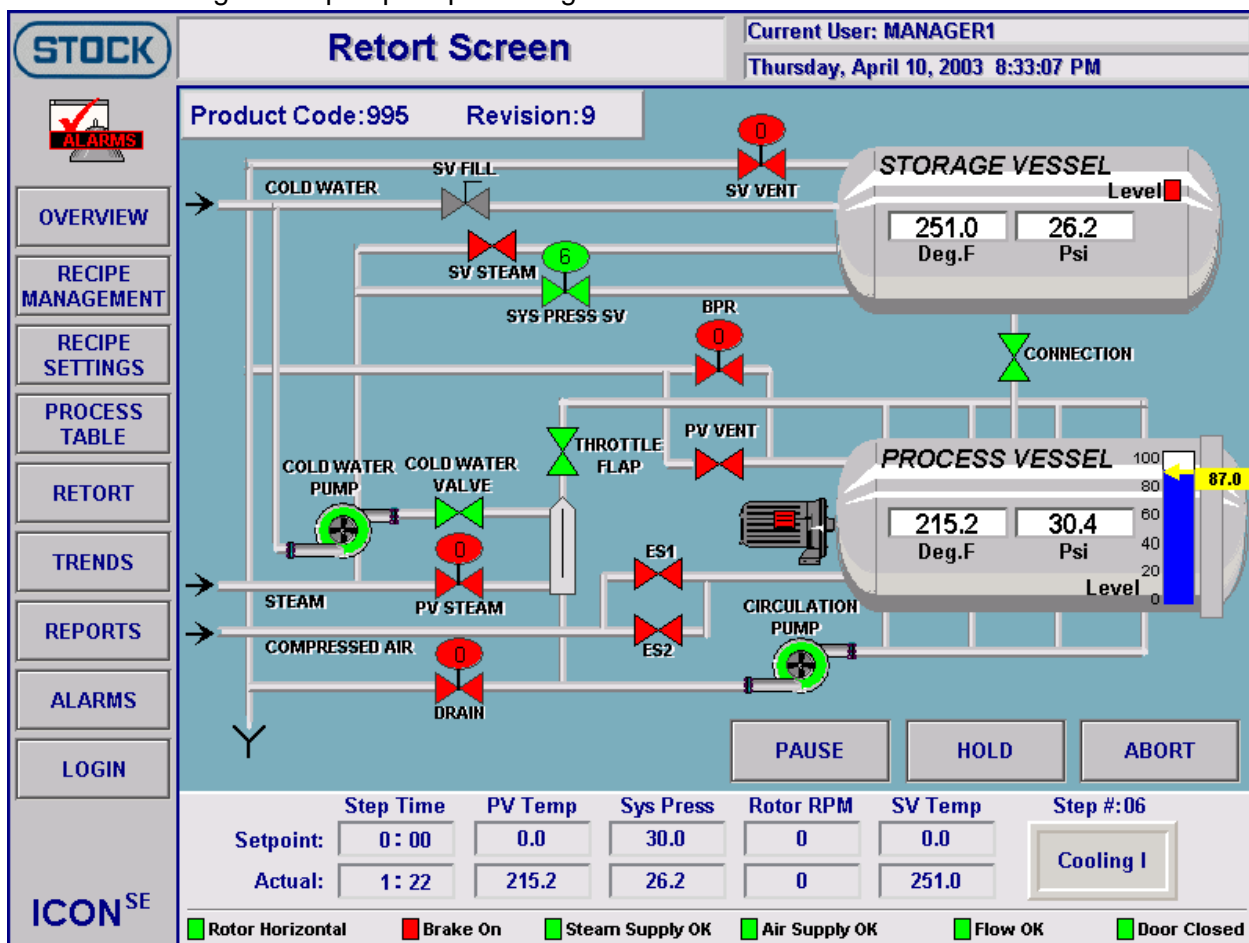 STOCK
Retort Screen
Current User: MANAGER1
Thursday, April 10, 2003 8:33:07 PM
ALARMS
Product Code:995 Revision:9
OVERVIEW
RECIPE
MANAGEMENT
RECIPE
SETTINGS
PROCESS
TABLE
RETORT
TRENDS
REPORTS
ALARMS
LOGIN
ICON SE
0
SV VENT
SV FILL
COLD WATER
SV STEAM
6
SYS PRESS SV
STORAGE VESSEL
Level
251.0 26.2
Deg.F Psi
BPR
0
CONNECTION
THROTTLE
FLAP
PV VENT
COLD WATER
PUMP
COLD WATER
VALVE
PROCESS VESSEL
100
80
60
40
20
0
87.0
215.2 30.4
Deg.F Psi
Level
0
PV STEAM
STEAM
ES1
ES2
COMPRESSED AIR
CIRCULATION
PUMP
0
DRAIN
PAUSE HOLD ABORT
Step Time PV Temp Sys Press Rotor RPM SV Temp Step #:06
Setpoint: 0:00 0.0 30.0 0 0.0
Actual: 1:22 215.2 26.2 0 251.0
Cooling I
Rotor Horizontal Brake On Steam Supply OK Air Supply OK Flow OK Door Closed